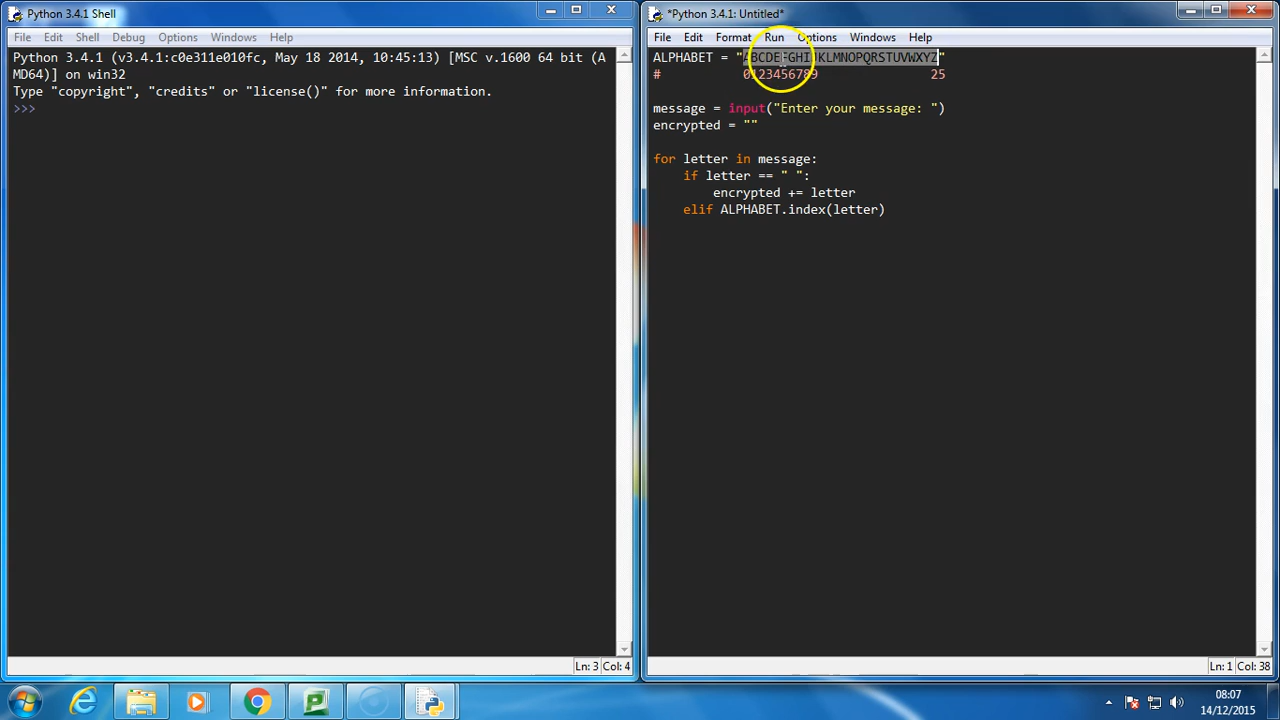 Python 3.4.1 Shell
File Edit Shell Debug Options Windows Help
Python 3.4.1 (v3.4.1:c0e311e010fc, May 18 2014, 10:45:13) [MSC v.1600 64 bit (A
MD64)] on win32
Type "copyright", "credits" or "license()" for more information.
>>>
Ln: 3 Col: 4
*Python 3.4.1: Untitled*
File Edit Format Run Options Windows Help
ALPHABET = "ABCDEFGHIJKLMNOPQRSTUVWXYZ"
# 0123456789 25
message = input("Enter your message: ")
encrypted = ""
for letter in message:
if letter == " ":
encrypted += letter
elif ALPHABET.index(letter)
Ln: 1 Col: 38
08:07
14/12/2015